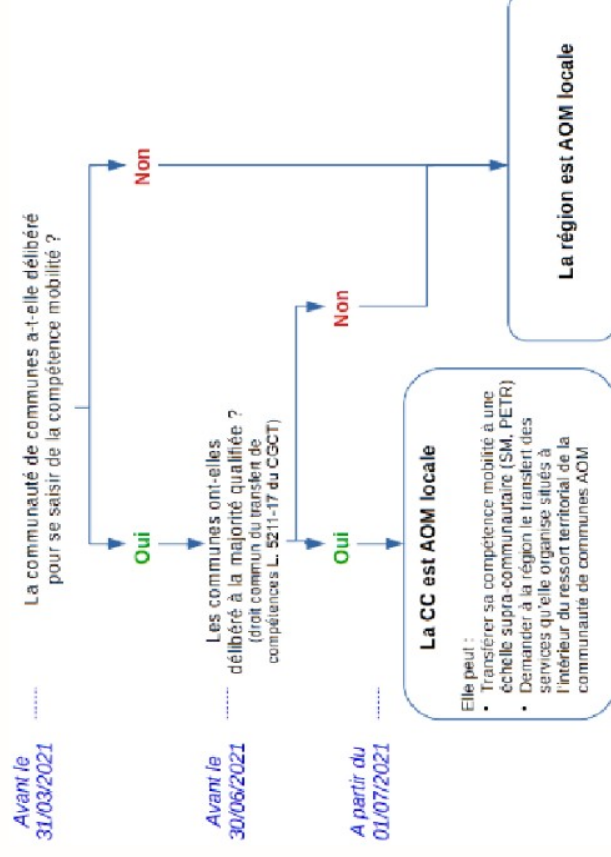 Avant le
31/03/2021
La communauté de communes a-t-elle délibéré
pour se saisir de la compétence mobilité ?
Oui
Non
Avant le
30/06/2021
Les communes ont-elles
délibéré à la majorité qualifiée ?
(droit commun du transfert de
compétences L. 5211-17 du CGCT)
Oui
Non
A partir du
01/07/2021
La CC est AOM locale
Elle peut :
• Transférer sa compétence mobilité à une
échelle supra-communautaire (SM, PETR)
• Demander à la région le transfert des
services qu'elle organise situés à
l'intérieur du ressort territorial de la
communauté de communes AOM
La région est AOM locale